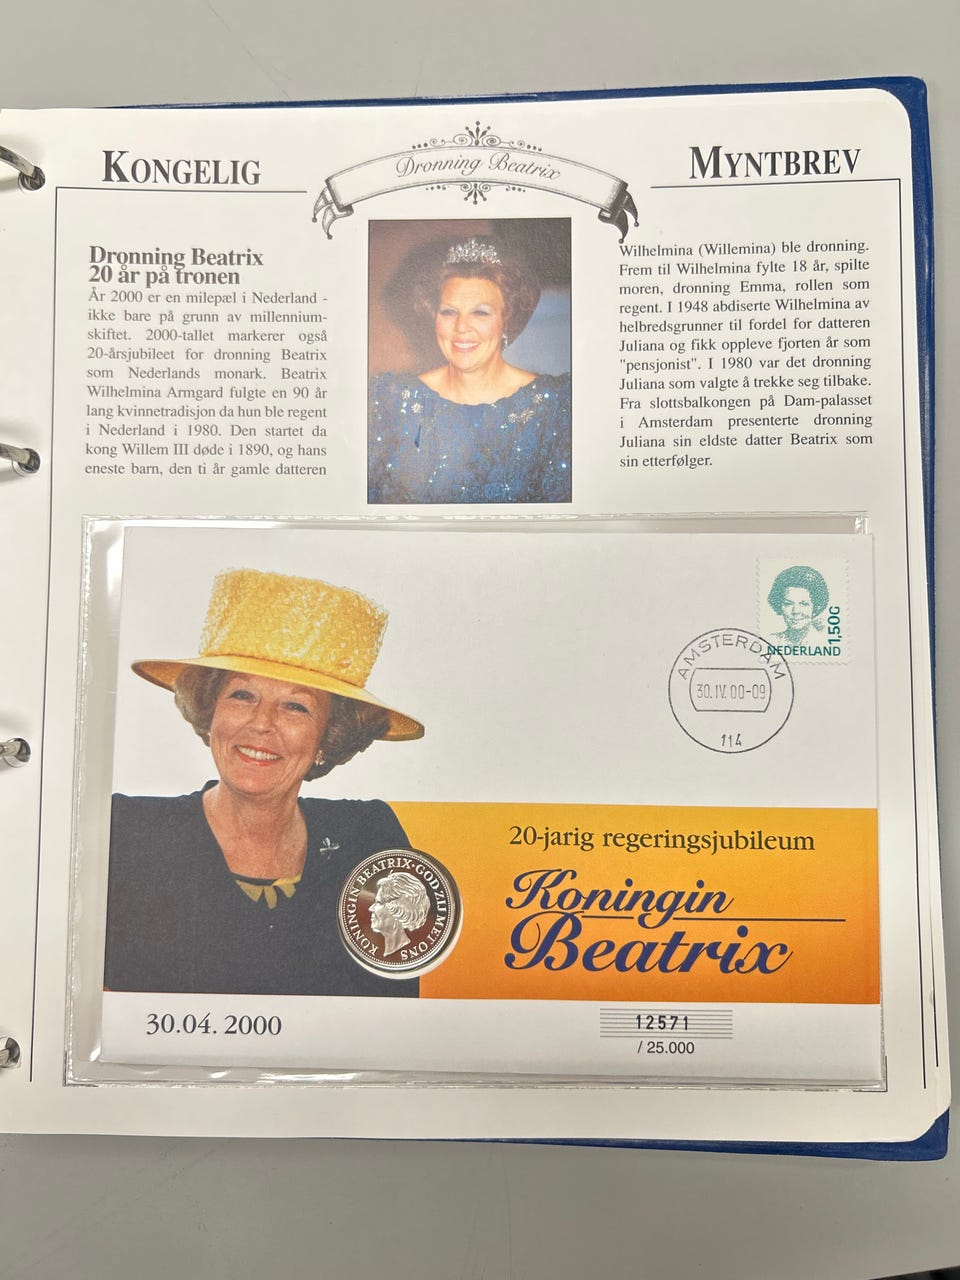 KONGELIG
Dronning Beatrix
MYNTBREV
Dronning Beatrix
20 år på tronen
År 2000 er en milepæl i Nederland -
ikke bare på grunn av millennium-
skiftet. 2000-tallet markerer også
20-årsjubileet for dronning Beatrix
som Nederlands monark. Beatrix
Wilhelmina Armgard fulgte en 90 år
lang kvinnetradisjon da hun ble regent
i Nederland i 1980. Den startet da
kong Willem III døde i 1890, og hans
eneste barn, den ti år gamle datteren
Wilhelmina (Willemina) ble dronning.
Frem til Wilhelmina fylte 18 år, spilte
moren, dronning Emma, rollen som
regent. I 1948 abdiserte Wilhelmina av
helbredsgrunner til fordel for datteren
Juliana og fikk oppleve fjorten år som
"pensjonist". I 1980 var det dronning
Juliana som valgte å trekke seg tilbake.
Fra slottsbalkongen på Dam-palasset
i Amsterdam presenterte dronning
Juliana sin eldste datter Beatrix som
sin etterfølger.
1,50G
NEDERLAND
AMSTERDAM
30.IV.00-09
114
20-jarig regeringsjubileum
Koningin
Beatrix
KONINGIN BEATRIX·GOD ZIJ MET ONS
30.04.2000
12571
/ 25.000